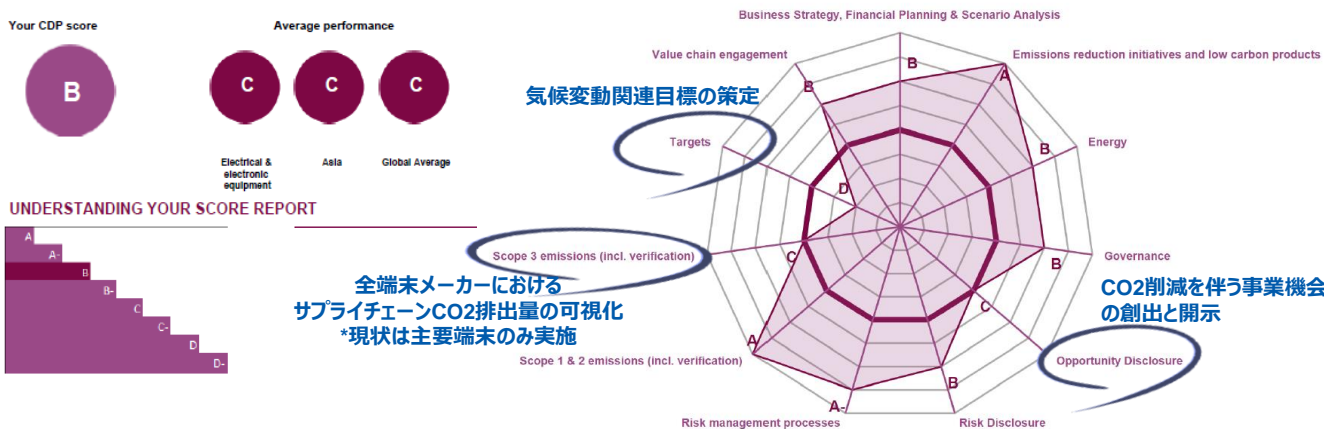 Your CDP score
Average performance
B
C
C
C
Electrical &
electronic
equipment
Asia
Global Average
UNDERSTANDING YOUR SCORE REPORT
A
A-
B
B-
C
C-
D
D-
Business Strategy, Financial Planning & Scenario Analysis
Value chain engagement
Emissions reduction initiatives and low carbon products
B
A
B
気候変動関連目標の策定
Targets
Energy
B
D
Scope 3 emissions (incl. verification)
C
Governance
B
全端末メーカーにおける
サプライチェーンCO2排出量の可視化
*現状は主要端末のみ実施
CO2削減を伴う事業機会
の創出と開示
C
Scope 1 & 2 emissions (incl. verification)
A
Opportunity Disclosure
B
A-
Risk management processes
Risk Disclosure